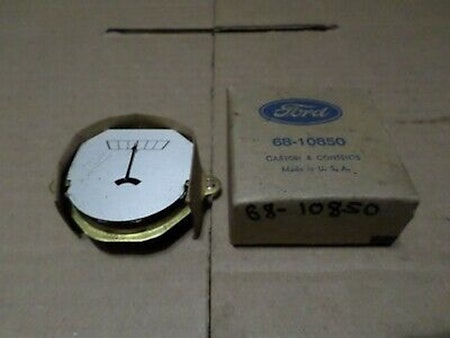 Ford
68-10850
CARTON & CONTENTS
Made in U.S.A.
68-10850